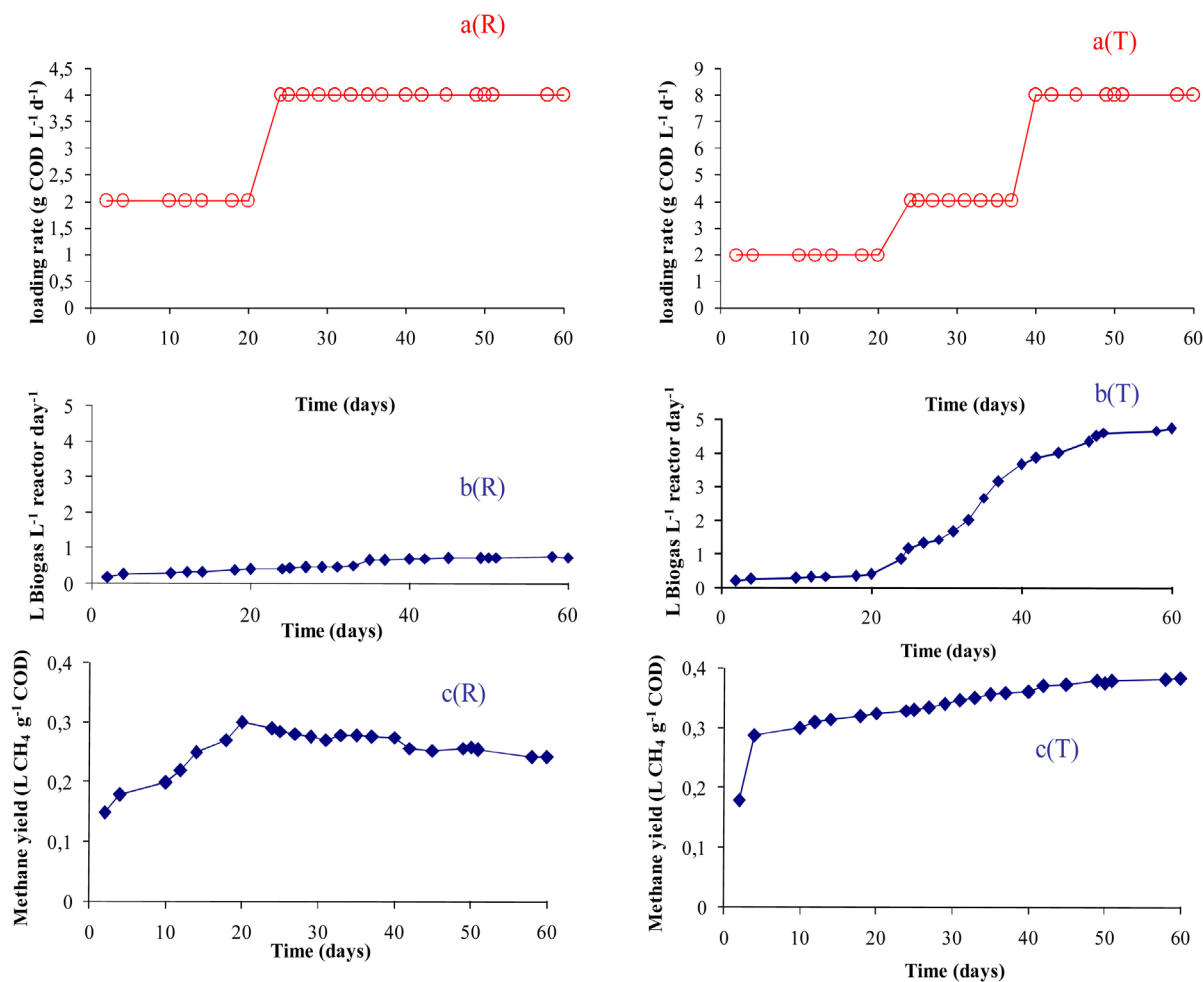 a(R)
4,5
4
3,5
3
2,5
2
1,5
1
0,5
0
loading rate (g COD L⁻¹ d⁻¹)
0 10 20 30 40 50 60
Time (days)
a(T)
9
8
7
6
5
4
3
2
1
0
loading rate (g COD L⁻¹ d⁻¹)
0 10 20 30 40 50 60
Time (days)
b(R)
5
4
3
2
1
0
L Biogas L⁻¹ reactor day⁻¹
0 20 40 60
Time (days)
b(T)
5
4
3
2
1
0
L Biogas L⁻¹ reactor day⁻¹
0 20 40 60
Time (days)
c(R)
0,4
0,3
0,2
0,1
0
Methane yield (L CH₄ g⁻¹ COD)
0 10 20 30 40 50 60
Time (days)
c(T)
0,4
0,3
0,2
0,1
0
Methane yield (L CH₄ g⁻¹ COD)
0 10 20 30 40 50 60
Time (days)